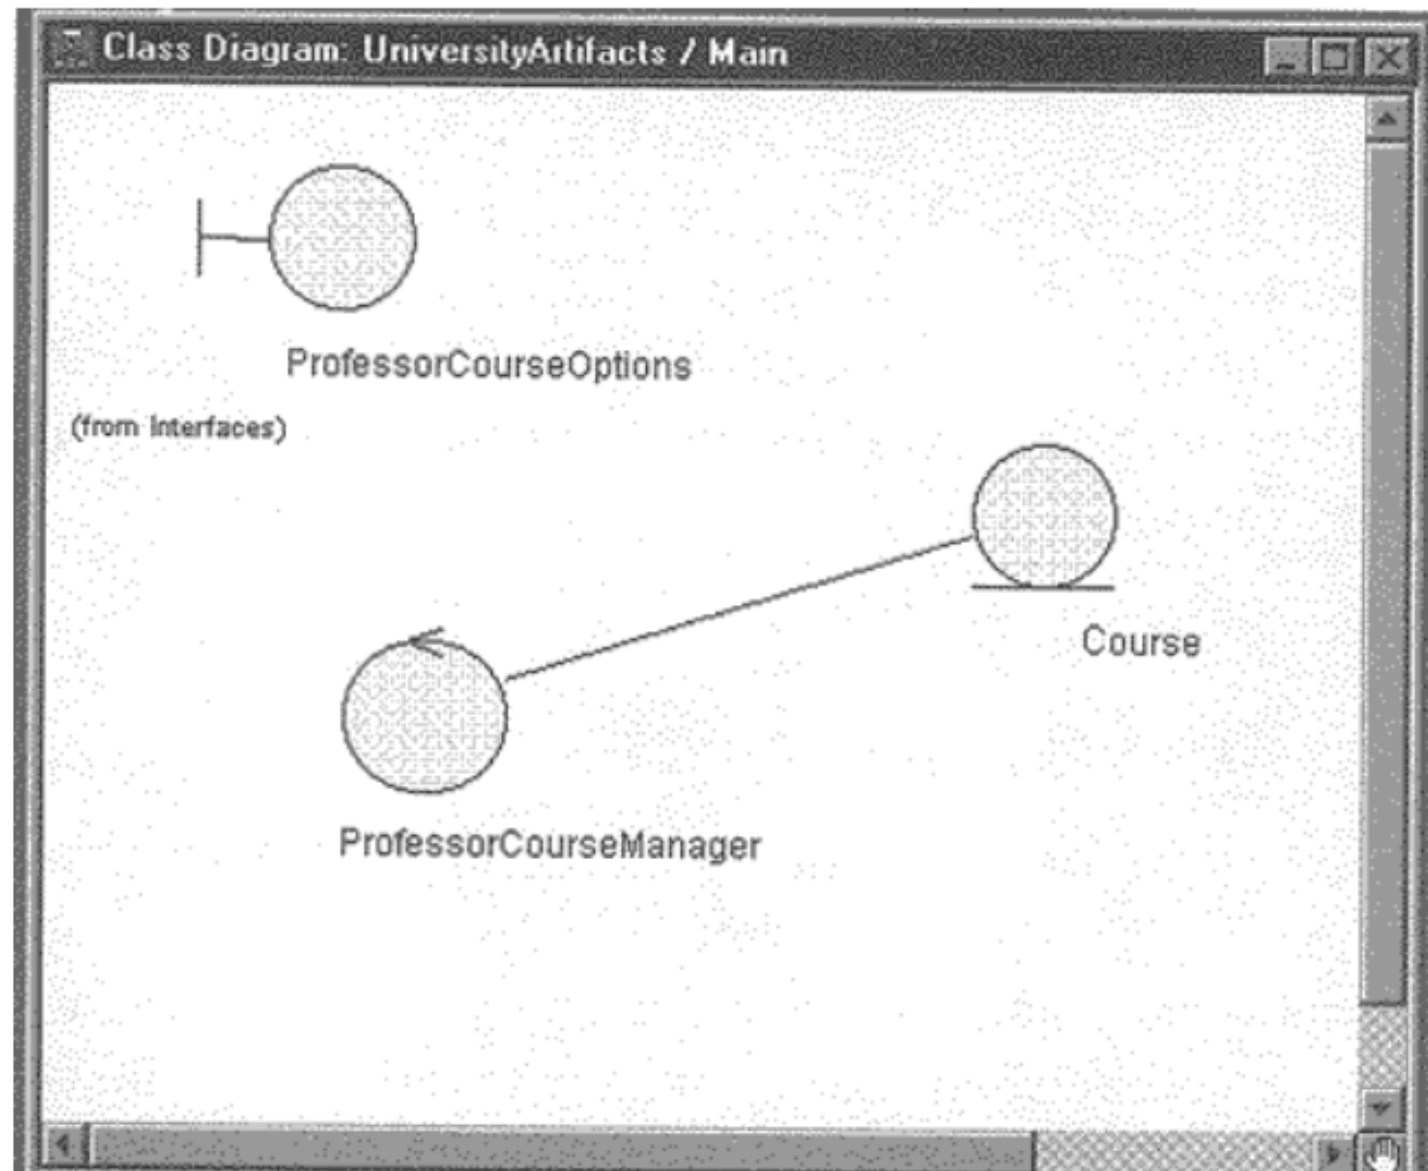 Class Diagram: UniversityArtifacts / Main
ProfessorCourseOptions
(from Interfaces)
Course
ProfessorCourseManager